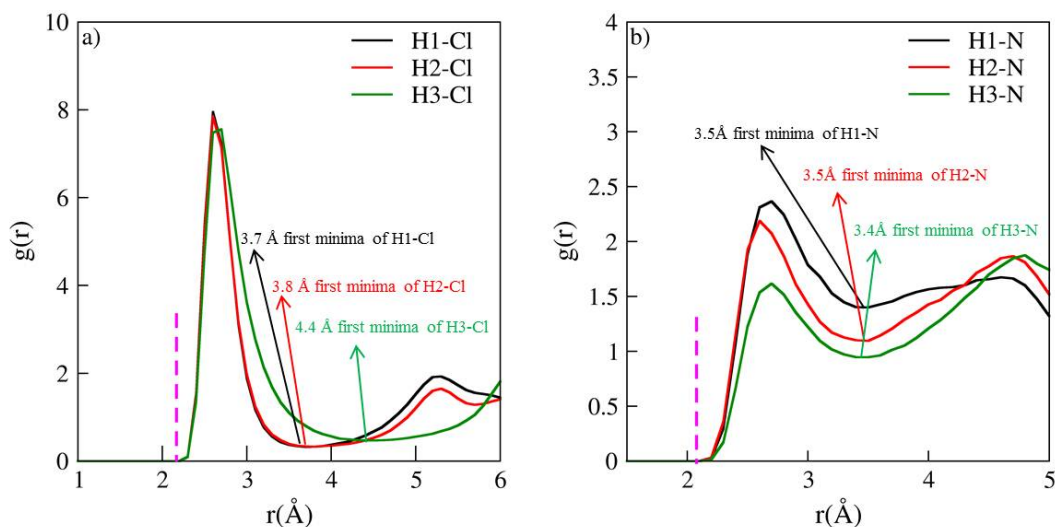 a)
H1-Cl
H2-Cl
H3-Cl
3.7 Å first minima of H1-Cl
3.8 Å first minima of H2-Cl
4.4 Å first minima of H3-Cl
g(r)
10
8
6
4
2
0
1
2
3
4
5
6
r(Å)
b)
H1-N
H2-N
H3-N
3.5Å first minima of H1-N
3.5Å first minima of H2-N
3.4Å first minima of H3-N
g(r)
4
3.5
3
2.5
2
1.5
1
0.5
0
2
3
4
5
r(Å)